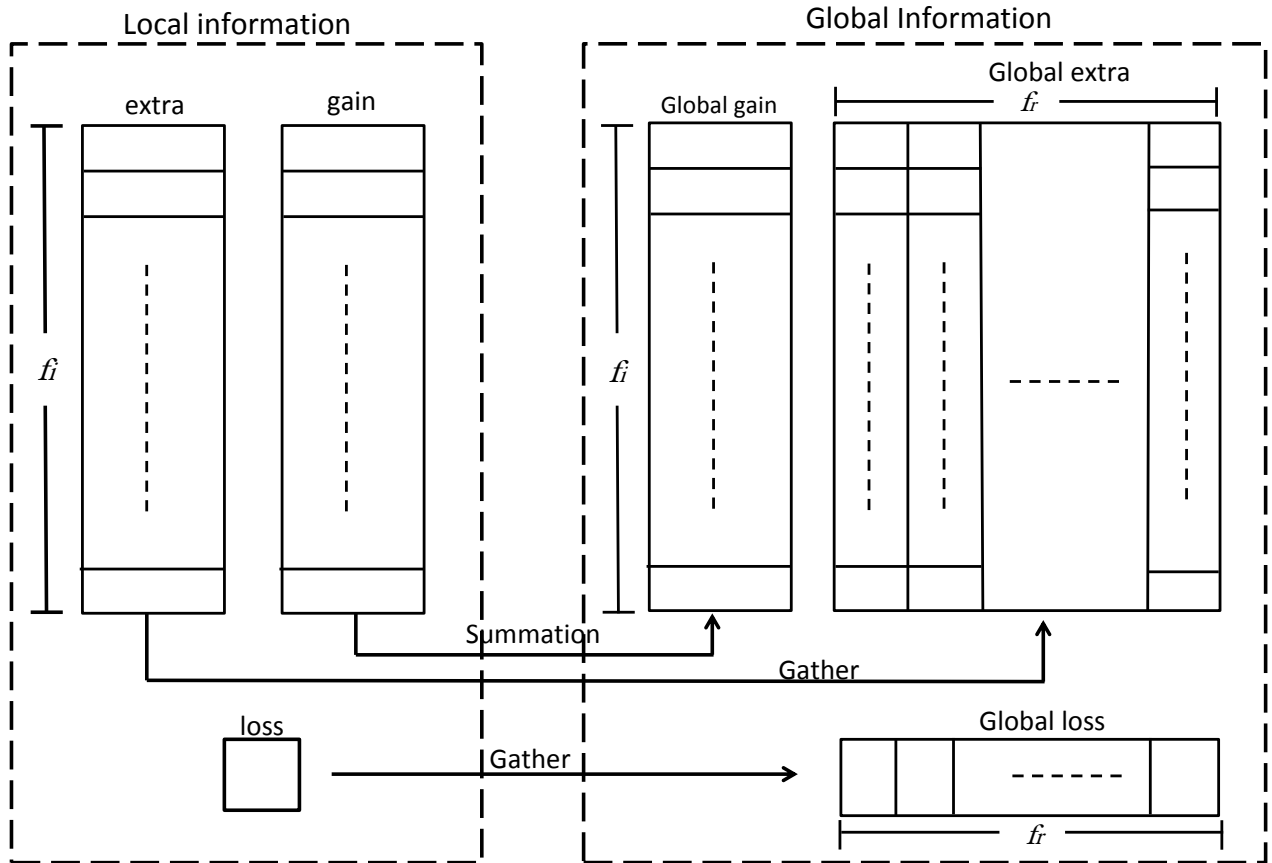 Local information
Global Information
extra
gain
Global gain
Global extra
fr
fi
fi
Summation
Gather
loss
Gather
Global loss
fr